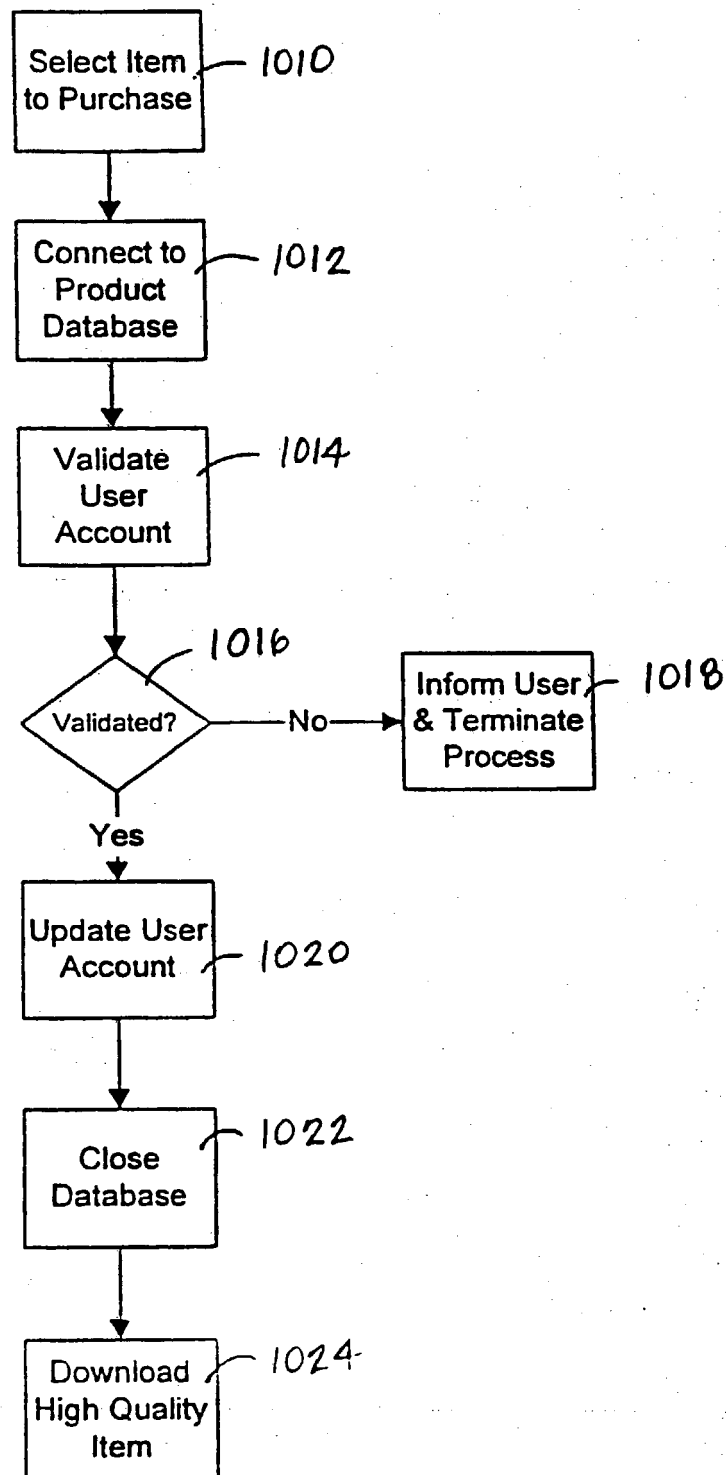 Select Item
to Purchase
1010
Connect to
Product
Database
1012
Validate
User
Account
1014
Validated?
1016
No
Inform User
& Terminate
Process
1018
Yes
Update User
Account
1020
Close
Database
1022
Download
High Quality
Item
1024